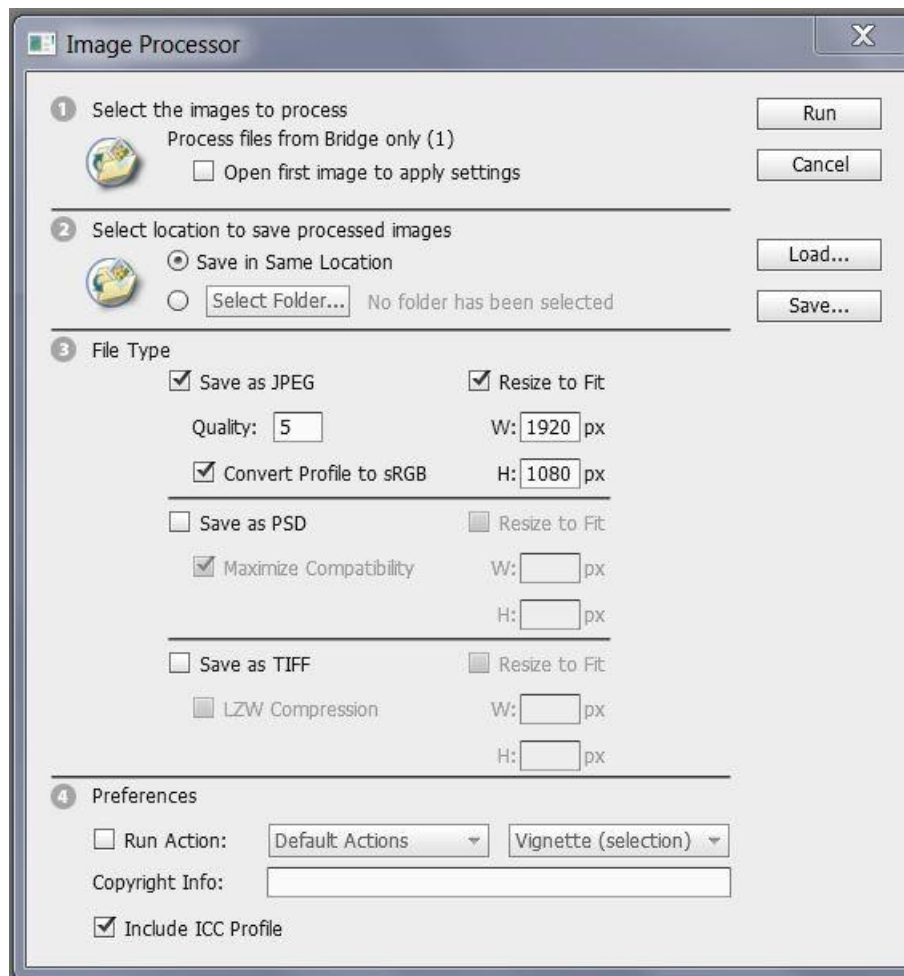 Image Processor
X
1 Select the images to process
Run
Process files from Bridge only (1)
Open first image to apply settings
Cancel
2 Select location to save processed images
Save in Same Location
Load...
Select Folder... No folder has been selected
Save...
3 File Type
Save as JPEG Resize to Fit
Quality: 5 W: 1920 px
Convert Profile to sRGB H: 1080 px
Save as PSD Resize to Fit
Maximize Compatibility W: px
H: px
Save as TIFF Resize to Fit
LZW Compression W: px
H: px
4 Preferences
Run Action: Default Actions Vignette (selection)
Copyright Info:
Include ICC Profile